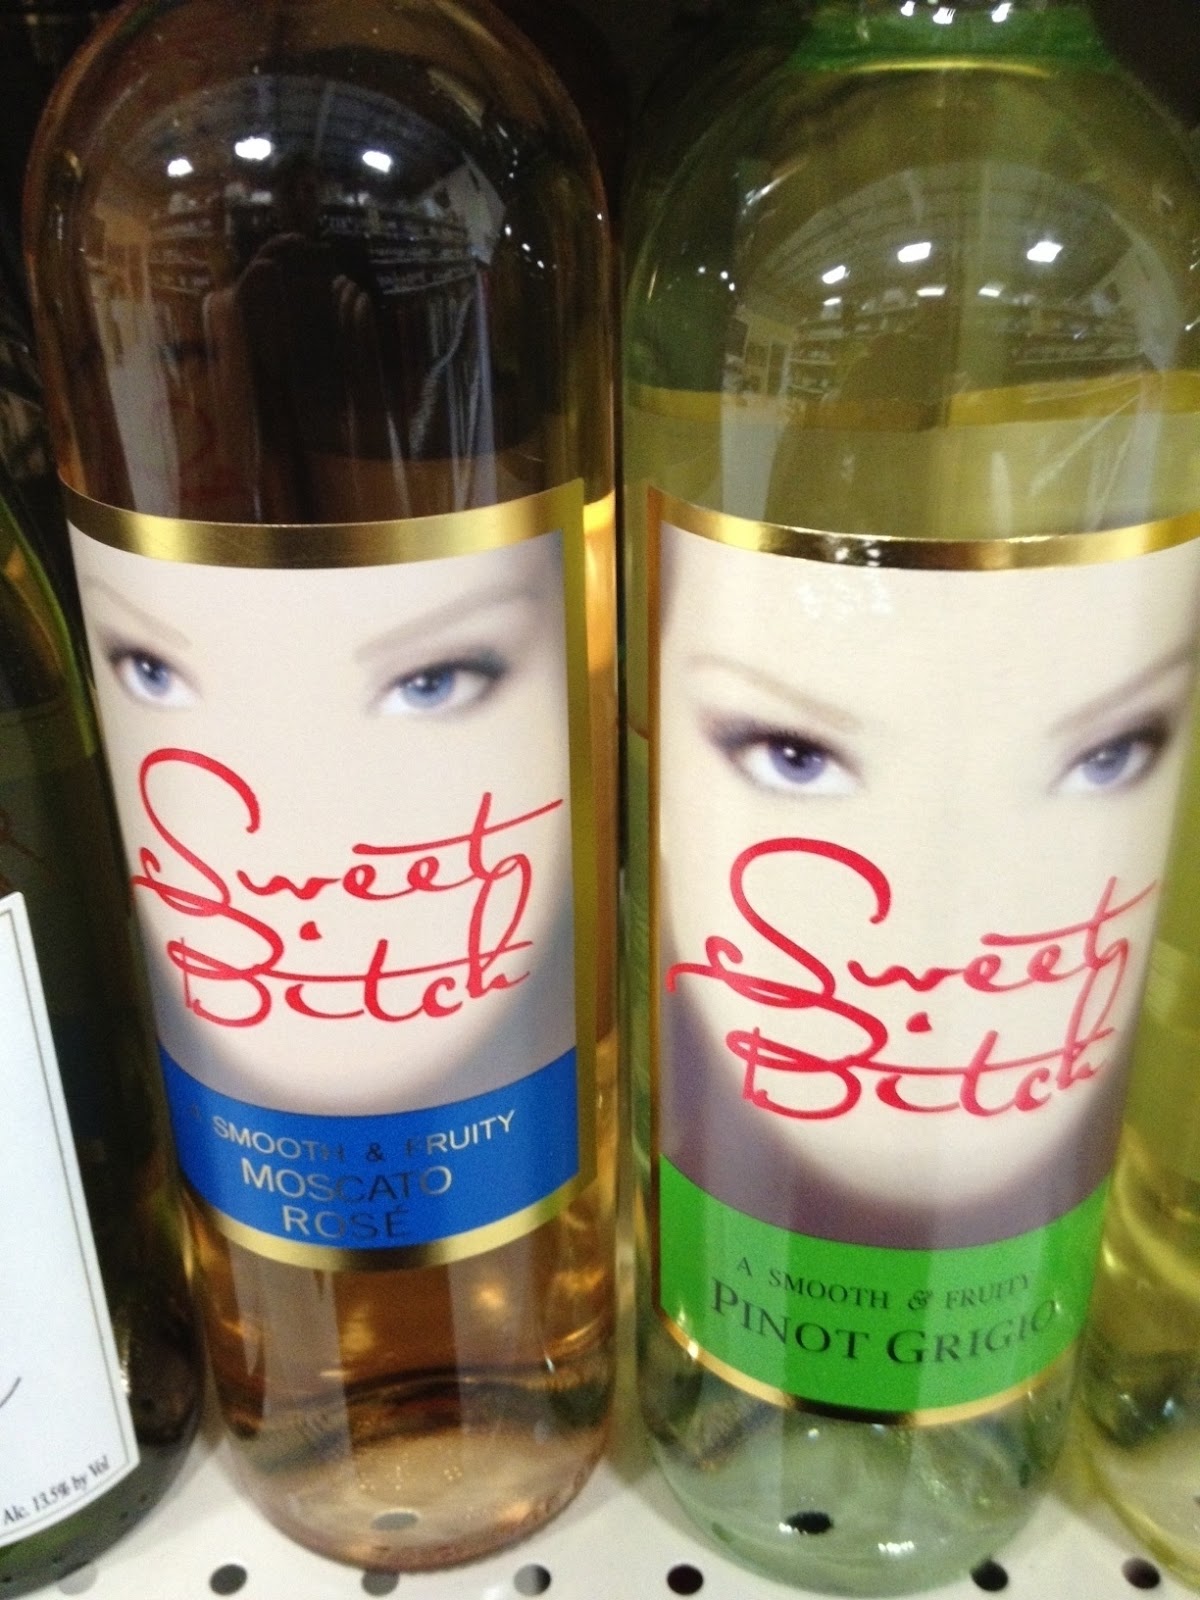 Sweet
Bitch
A SMOOTH & FRUITY
MOSCATO
ROSÉ
Sweet
Bitch
A SMOOTH & FRUITY
PINOT GRIGIO
Alc. 13.5% by Vol